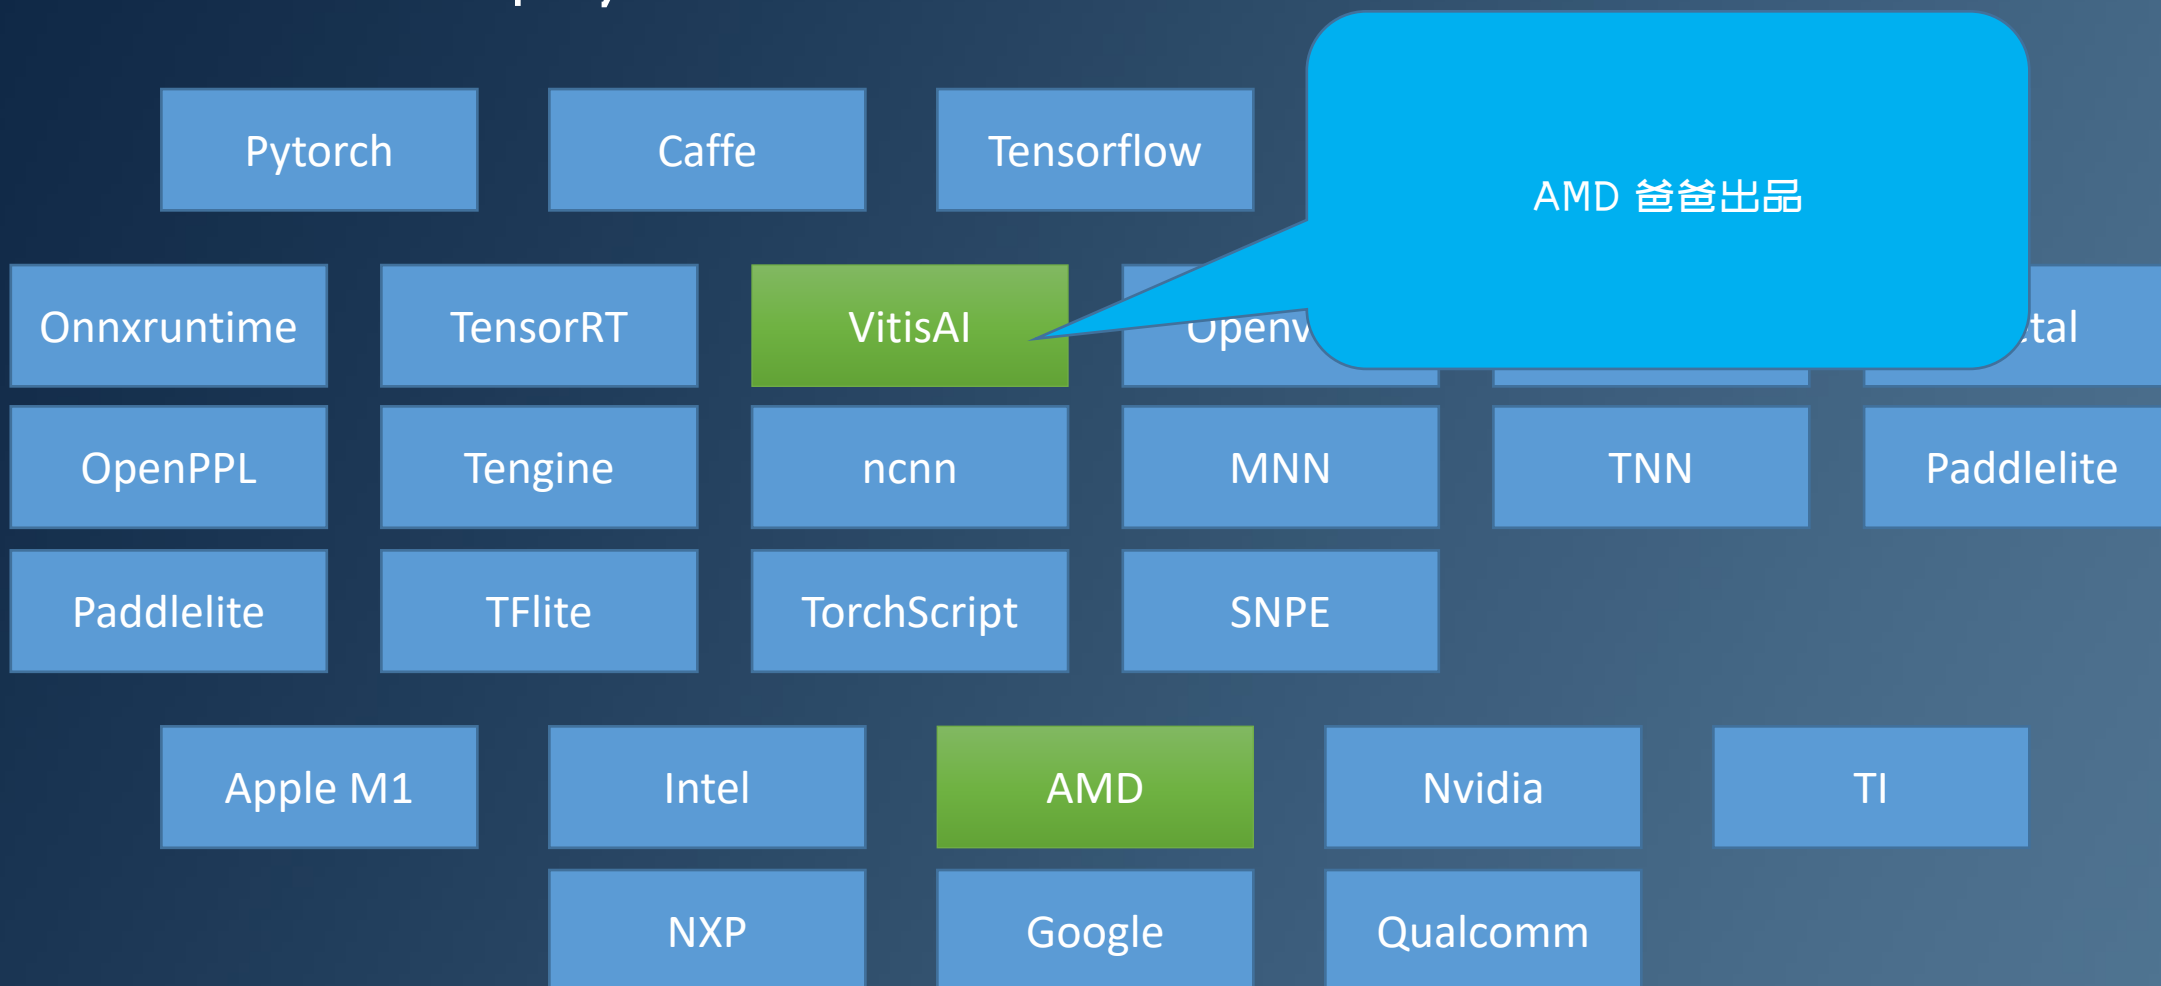 Pytorch
Caffe
Tensorflow
AMD 爸爸出品
Onnxruntime
TensorRT
VitisAI
OpenPPL
Tengine
ncnn
MNN
TNN
Paddlelite
Paddlelite
TFlite
TorchScript
SNPE
Apple M1
Intel
AMD
Nvidia
TI
NXP
Google
Qualcomm